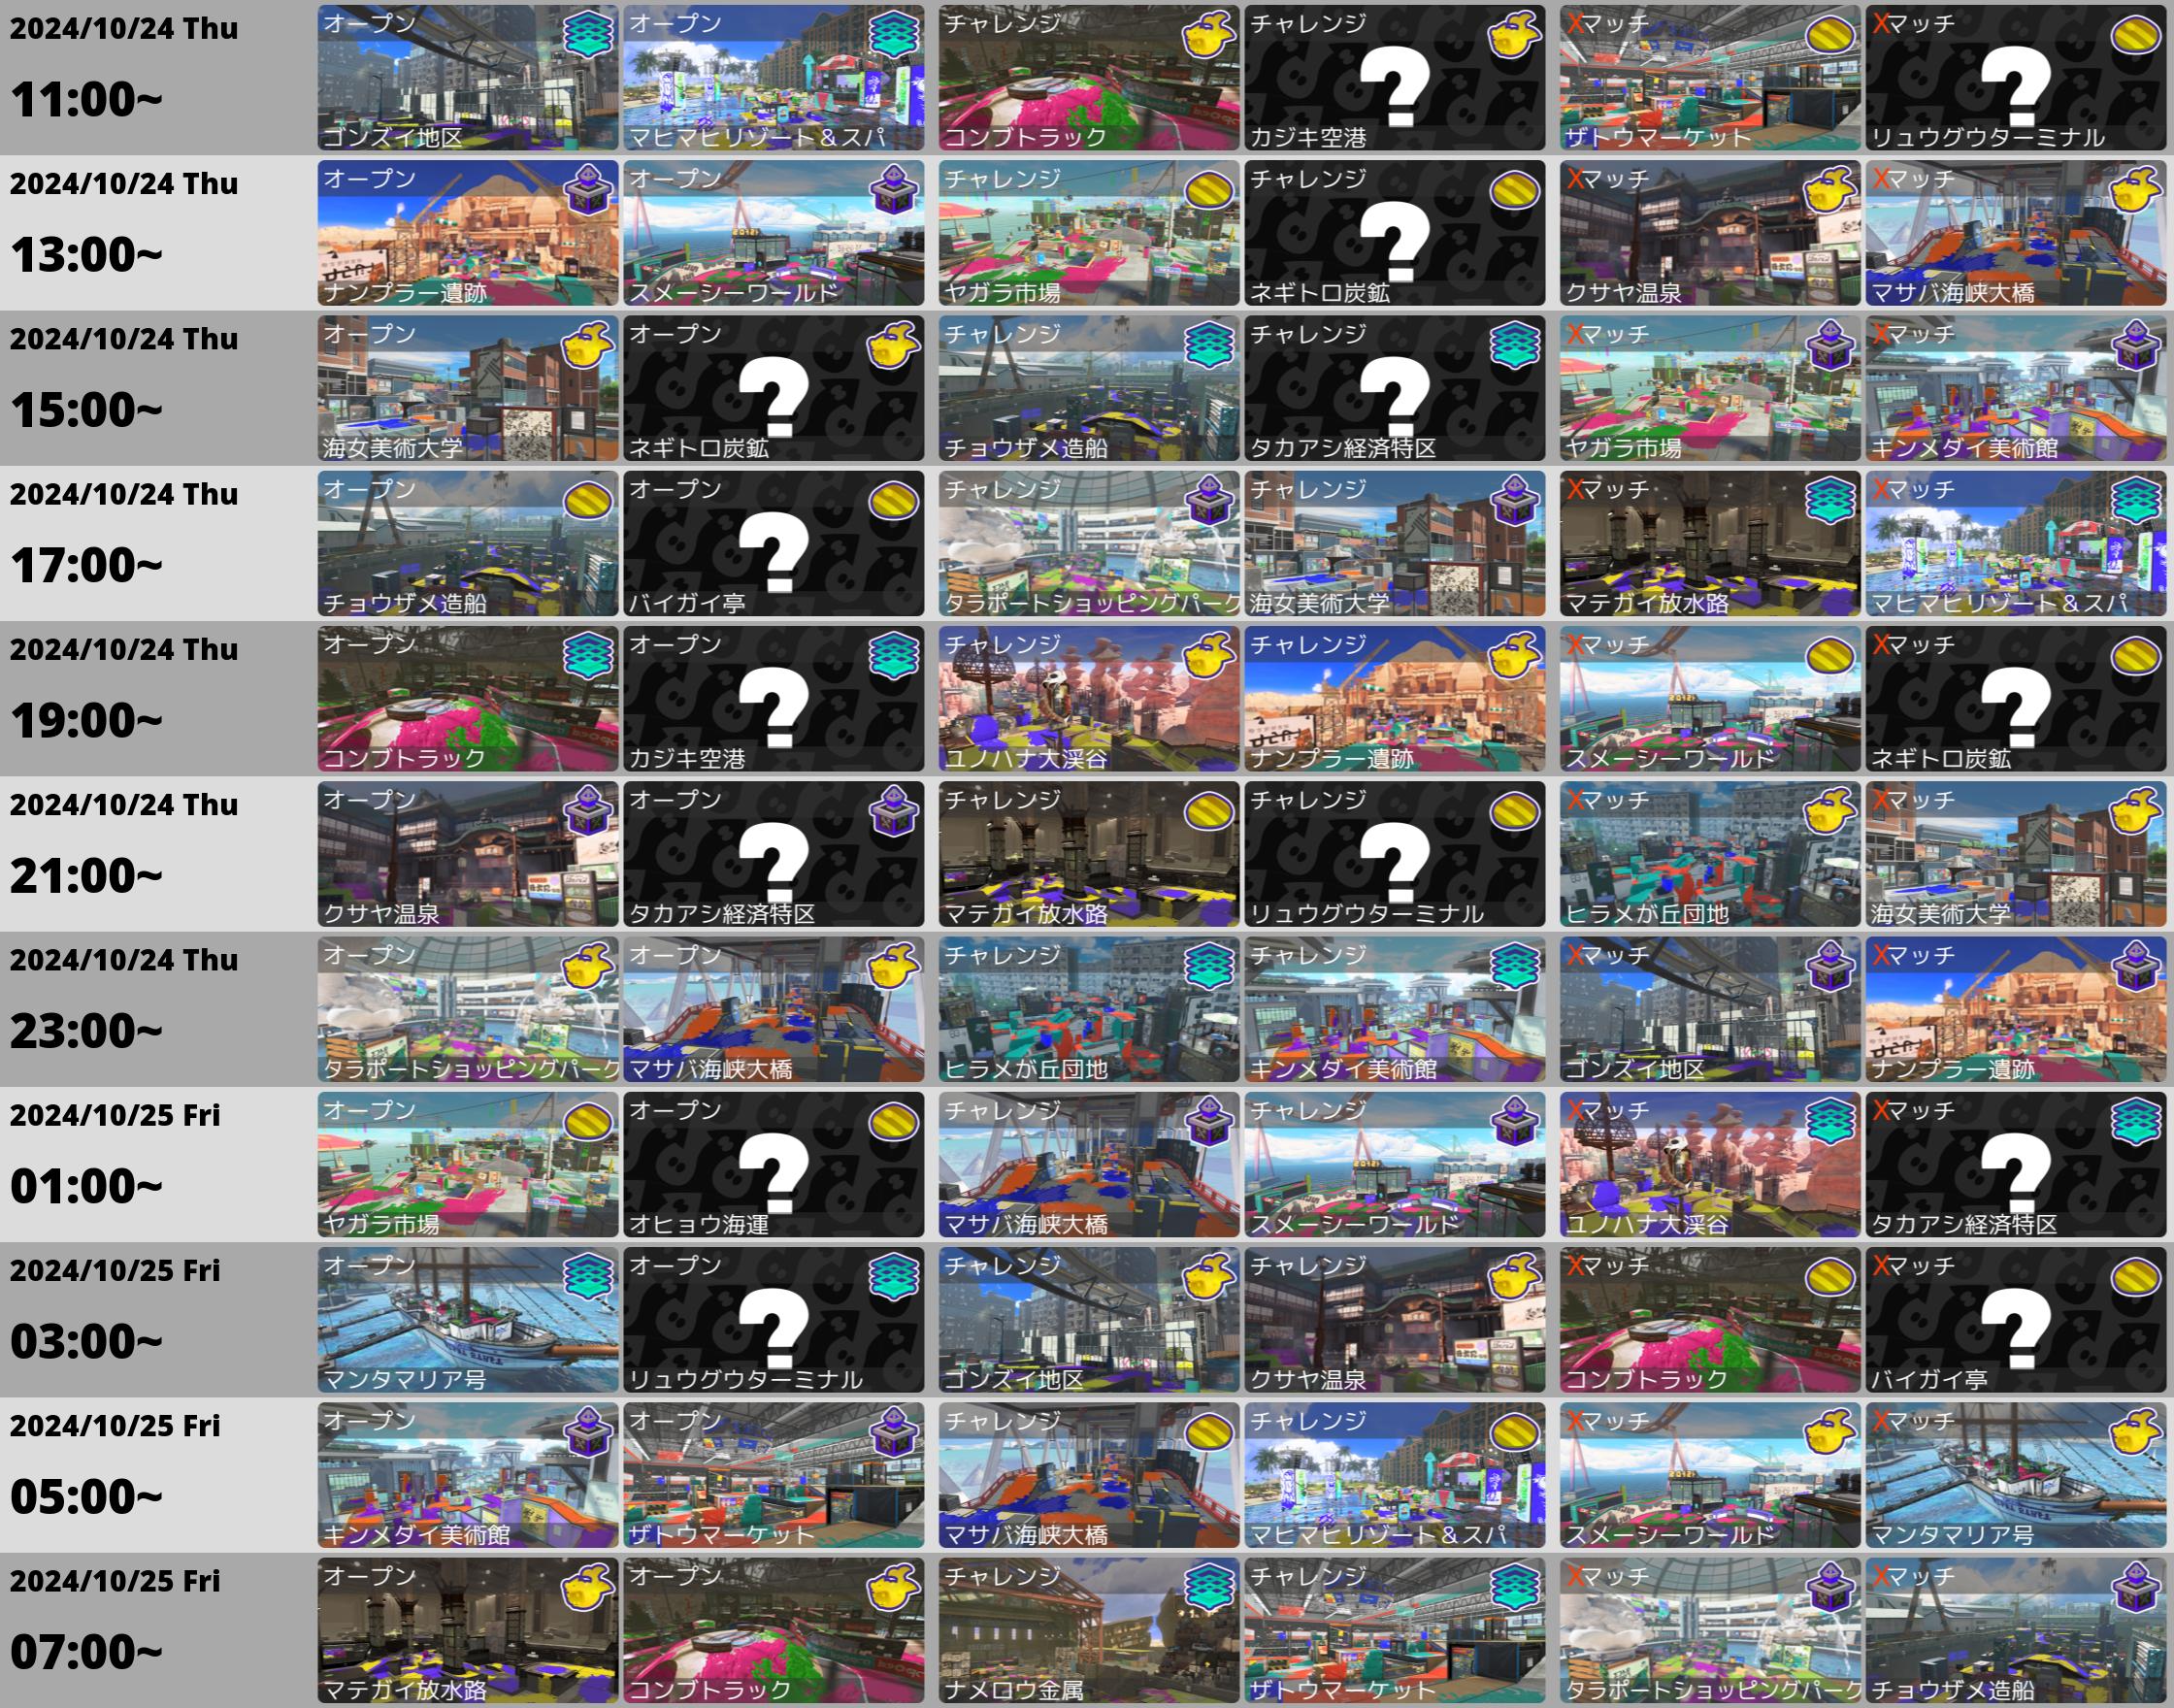 2024/10/24 Thu
11:00~
オープン
ゴンズイ地区
オープン
マヒマヒリゾート＆スパ
チャレンジ
コンブトラック
チャレンジ
カジキ空港
Xマッチ
ザトウマーケット
Xマッチ
リュウグウターミナル
2024/10/24 Thu
13:00~
オープン
ナンプラー遺跡
オープン
スメーシーワールド
チャレンジ
ヤガラ市場
チャレンジ
ネギトロ炭鉱
Xマッチ
クサヤ温泉
Xマッチ
マサバ海峡大橋
2024/10/24 Thu
15:00~
オープン
海女美術大学
オープン
ネギトロ炭鉱
チャレンジ
チョウザメ造船
チャレンジ
タカアシ経済特区
Xマッチ
ヤガラ市場
Xマッチ
キンメダイ美術館
2024/10/24 Thu
17:00~
オープン
チョウザメ造船
オープン
バイガイ亭
チャレンジ
タラポートショッピングパーク
チャレンジ
海女美術大学
Xマッチ
マテガイ放水路
Xマッチ
マヒマヒリゾート＆スパ
2024/10/24 Thu
19:00~
オープン
コンブトラック
オープン
カジキ空港
チャレンジ
ユノハナ大渓谷
チャレンジ
ナンプラー遺跡
Xマッチ
スメーシーワールド
Xマッチ
ネギトロ炭鉱
2024/10/24 Thu
21:00~
オープン
クサヤ温泉
オープン
タカアシ経済特区
チャレンジ
マテガイ放水路
チャレンジ
リュウグウターミナル
Xマッチ
ヒラメが丘団地
Xマッチ
海女美術大学
2024/10/24 Thu
23:00~
オープン
タラポートショッピングパーク
オープン
マサバ海峡大橋
チャレンジ
ヒラメが丘団地
チャレンジ
キンメダイ美術館
Xマッチ
ゴンズイ地区
Xマッチ
ナンプラー遺跡
2024/10/25 Fri
01:00~
オープン
ヤガラ市場
オープン
オヒョウ海運
チャレンジ
マサバ海峡大橋
チャレンジ
スメーシーワールド
Xマッチ
ユノハナ大渓谷
Xマッチ
タカアシ経済特区
2024/10/25 Fri
03:00~
オープン
マンタマリア号
オープン
リュウグウターミナル
チャレンジ
ゴンズイ地区
チャレンジ
クサヤ温泉
Xマッチ
コンブトラック
Xマッチ
バイガイ亭
2024/10/25 Fri
05:00~
オープン
キンメダイ美術館
オープン
ザトウマーケット
チャレンジ
マサバ海峡大橋
チャレンジ
マヒマヒリゾート＆スパ
Xマッチ
スメーシーワールド
Xマッチ
マンタマリア号
2024/10/25 Fri
07:00~
オープン
マテガイ放水路
オープン
コンブトラック
チャレンジ
ナメロウ金属
チャレンジ
ザトウマーケット
Xマッチ
タラポートショッピングパーク
Xマッチ
チョウザメ造船